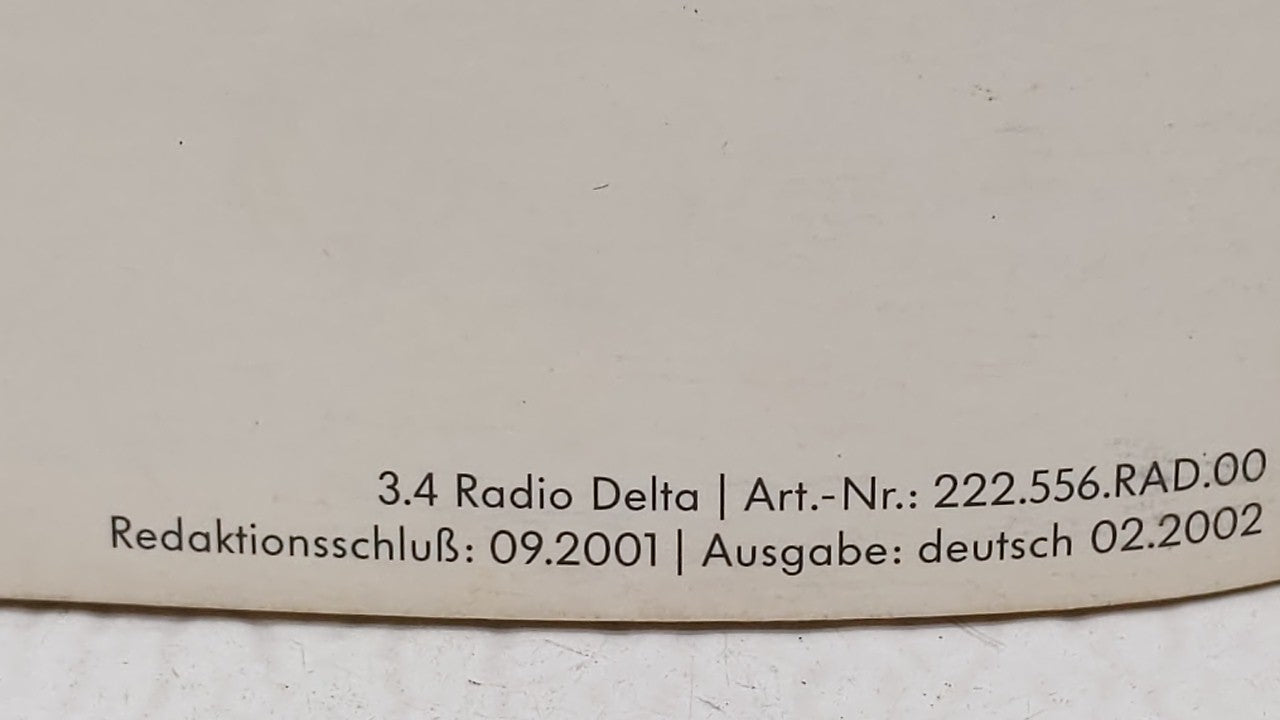 3.4 Radio Delta | Art.-Nr.: 222.556.RAD.00
Redaktionsschluß: 09.2001 | Ausgabe: deutsch 02.2002